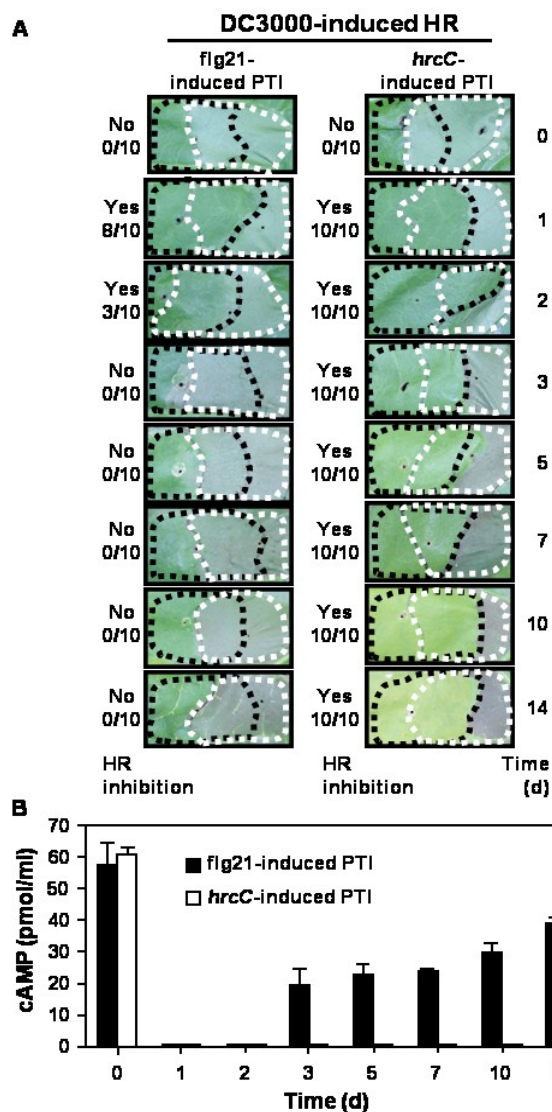 A
DC3000-induced HR
flg21-
induced PTI
hrcC-
induced PTI
No
0/10
No
0/10
0
Yes
8/10
Yes
10/10
1
Yes
3/10
Yes
10/10
2
No
0/10
Yes
10/10
3
No
0/10
Yes
10/10
5
No
0/10
Yes
10/10
7
No
0/10
Yes
10/10
10
No
0/10
Yes
10/10
14
HR
inhibition
HR
inhibition
Time
(d)
B
cAMP (pmol/ml)
70
60
50
40
30
20
10
0
flg21-induced PTI
hrcC-induced PTI
0 1 2 3 5 7 10
Time (d)